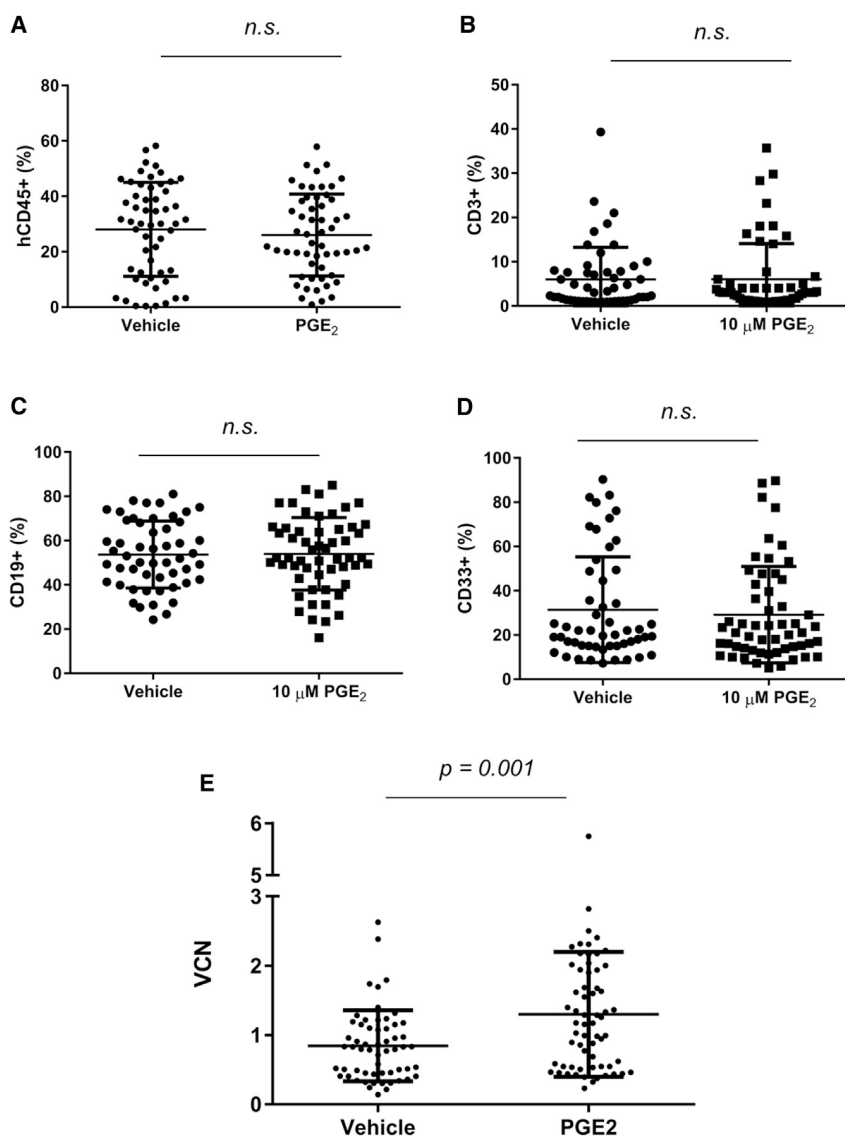 A
n.s.
80
60
40
20
0
hCD45+ (%)
Vehicle
PGE₂
B
n.s.
50
40
30
20
10
0
CD3+ (%)
Vehicle
10 μM PGE₂
C
n.s.
100
80
60
40
20
0
CD19+ (%)
Vehicle
10 μM PGE₂
D
n.s.
100
80
60
40
20
0
CD33+ (%)
Vehicle
10 μM PGE₂
E
p = 0.001
6
5
3
2
1
0
VCN
Vehicle
PGE2